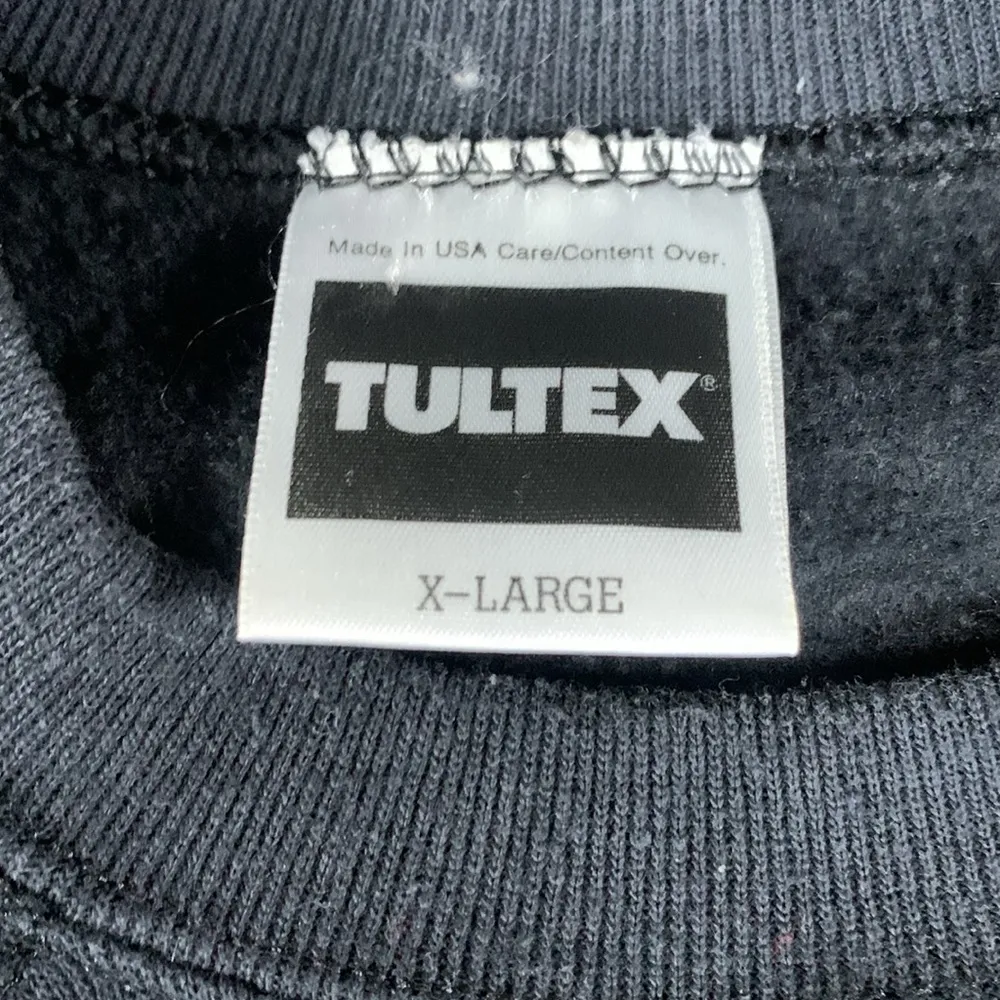 Made In USA Care/Content Over.
TULTEX®
X-LARGE